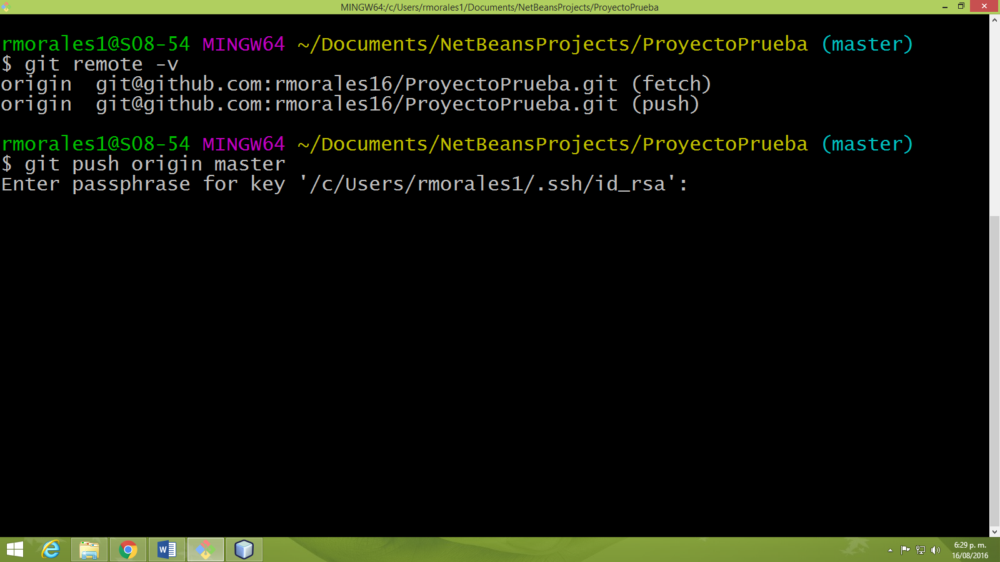 MINGW64:/c/Users/rmorales1/Documents/NetBeansProjects/ProyectoPrueba
rmorales1@SO8-54 MINGW64 ~/Documents/NetBeansProjects/ProyectoPrueba (master)
$ git remote -v
origin  git@github.com:rmorales16/ProyectoPrueba.git (fetch)
origin  git@github.com:rmorales16/ProyectoPrueba.git (push)
rmorales1@SO8-54 MINGW64 ~/Documents/NetBeansProjects/ProyectoPrueba (master)
$ git push origin master
Enter passphrase for key '/c/Users/rmorales1/.ssh/id_rsa':
6:29 p. m.
16/08/2016